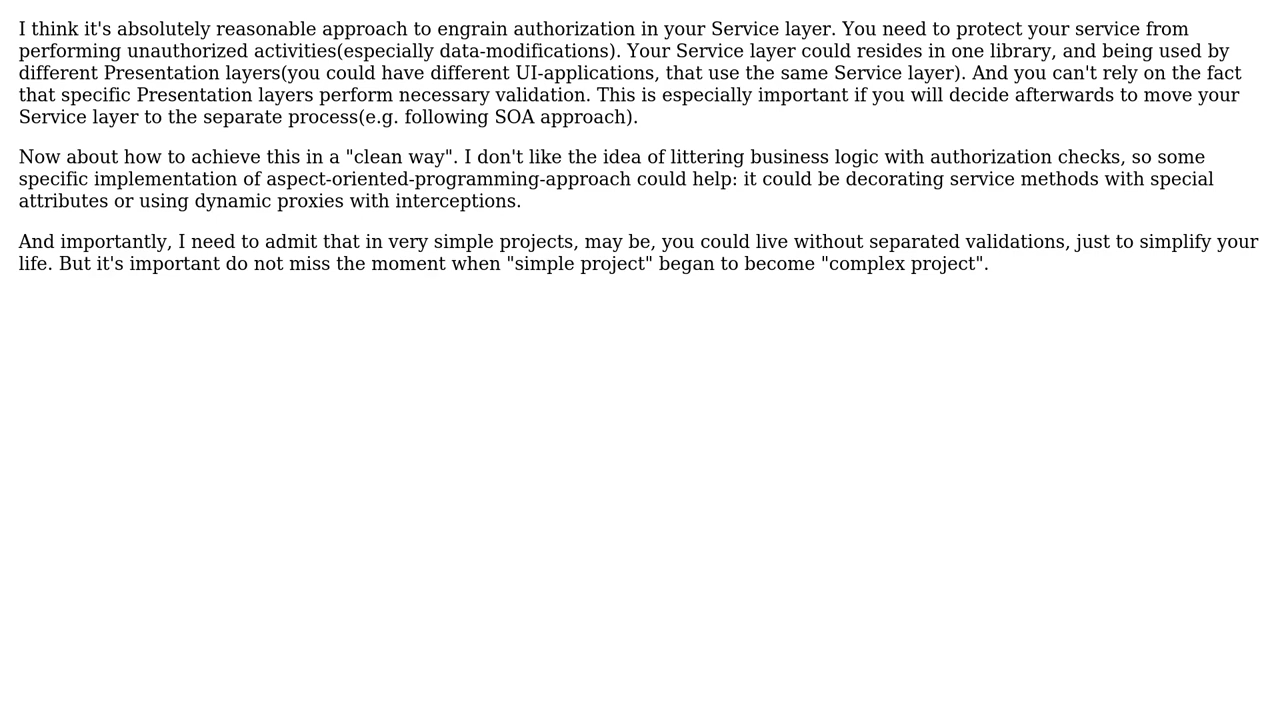 I think it's absolutely reasonable approach to engrain authorization in your Service layer. You need to protect your service from
performing unauthorized activities(especially data-modifications). Your Service layer could resides in one library, and being used by
different Presentation layers(you could have different UI-applications, that use the same Service layer). And you can't rely on the fact
that specific Presentation layers perform necessary validation. This is especially important if you will decide afterwards to move your
Service layer to the separate process(e.g. following SOA approach).
Now about how to achieve this in a "clean way". I don't like the idea of littering business logic with authorization checks, so some
specific implementation of aspect-oriented-programming-approach could help: it could be decorating service methods with special
attributes or using dynamic proxies with interceptions.
And importantly, I need to admit that in very simple projects, may be, you could live without separated validations, just to simplify your
life. But it's important do not miss the moment when "simple project" began to become "complex project".